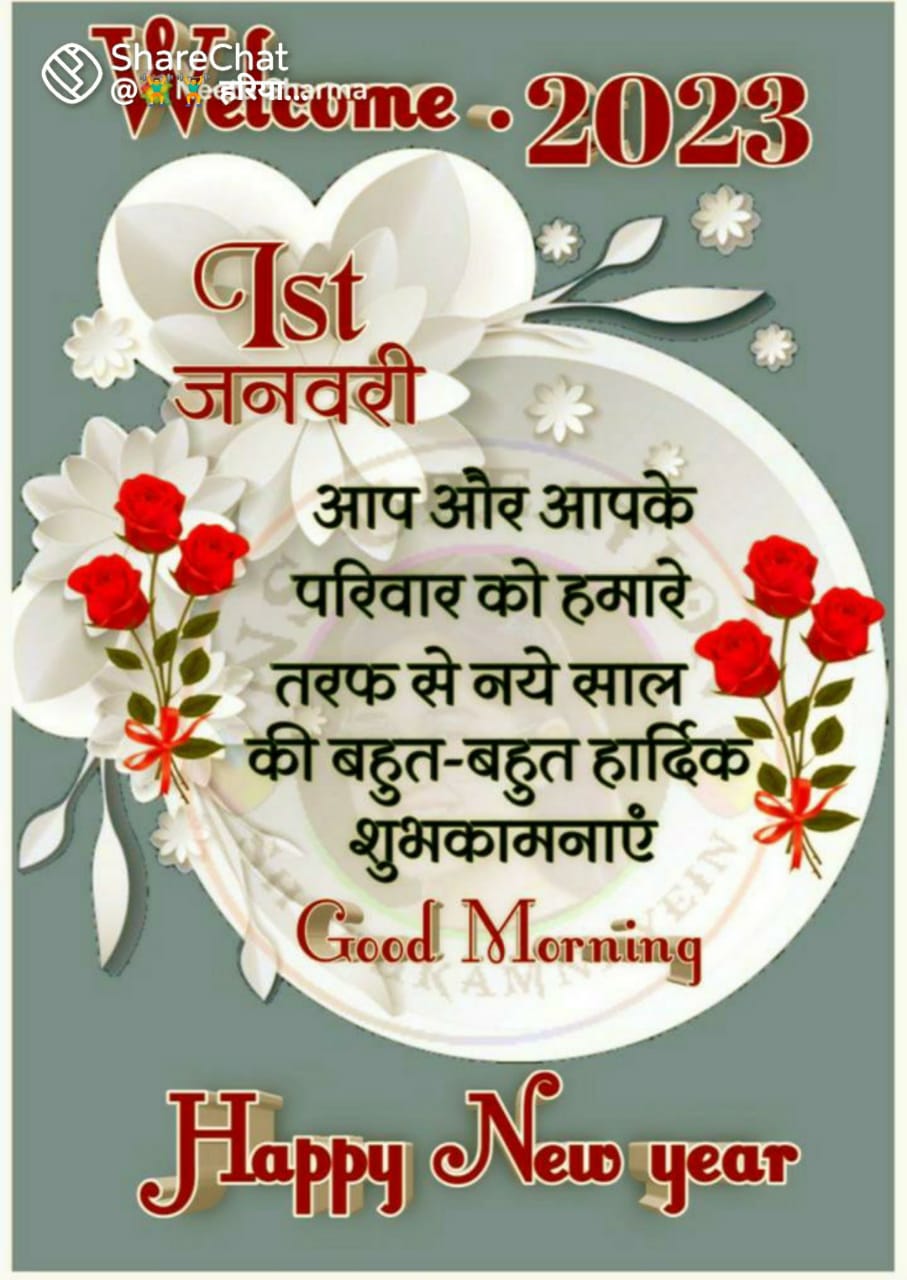 ShareChat
Welcome • 2023
1st
जनवरी
आप और आपके
परिवार को हमारे
तरफ से नये साल
की बहुत-बहुत हार्दिक
शुभकामनाएं
Good Morning
Happy New year